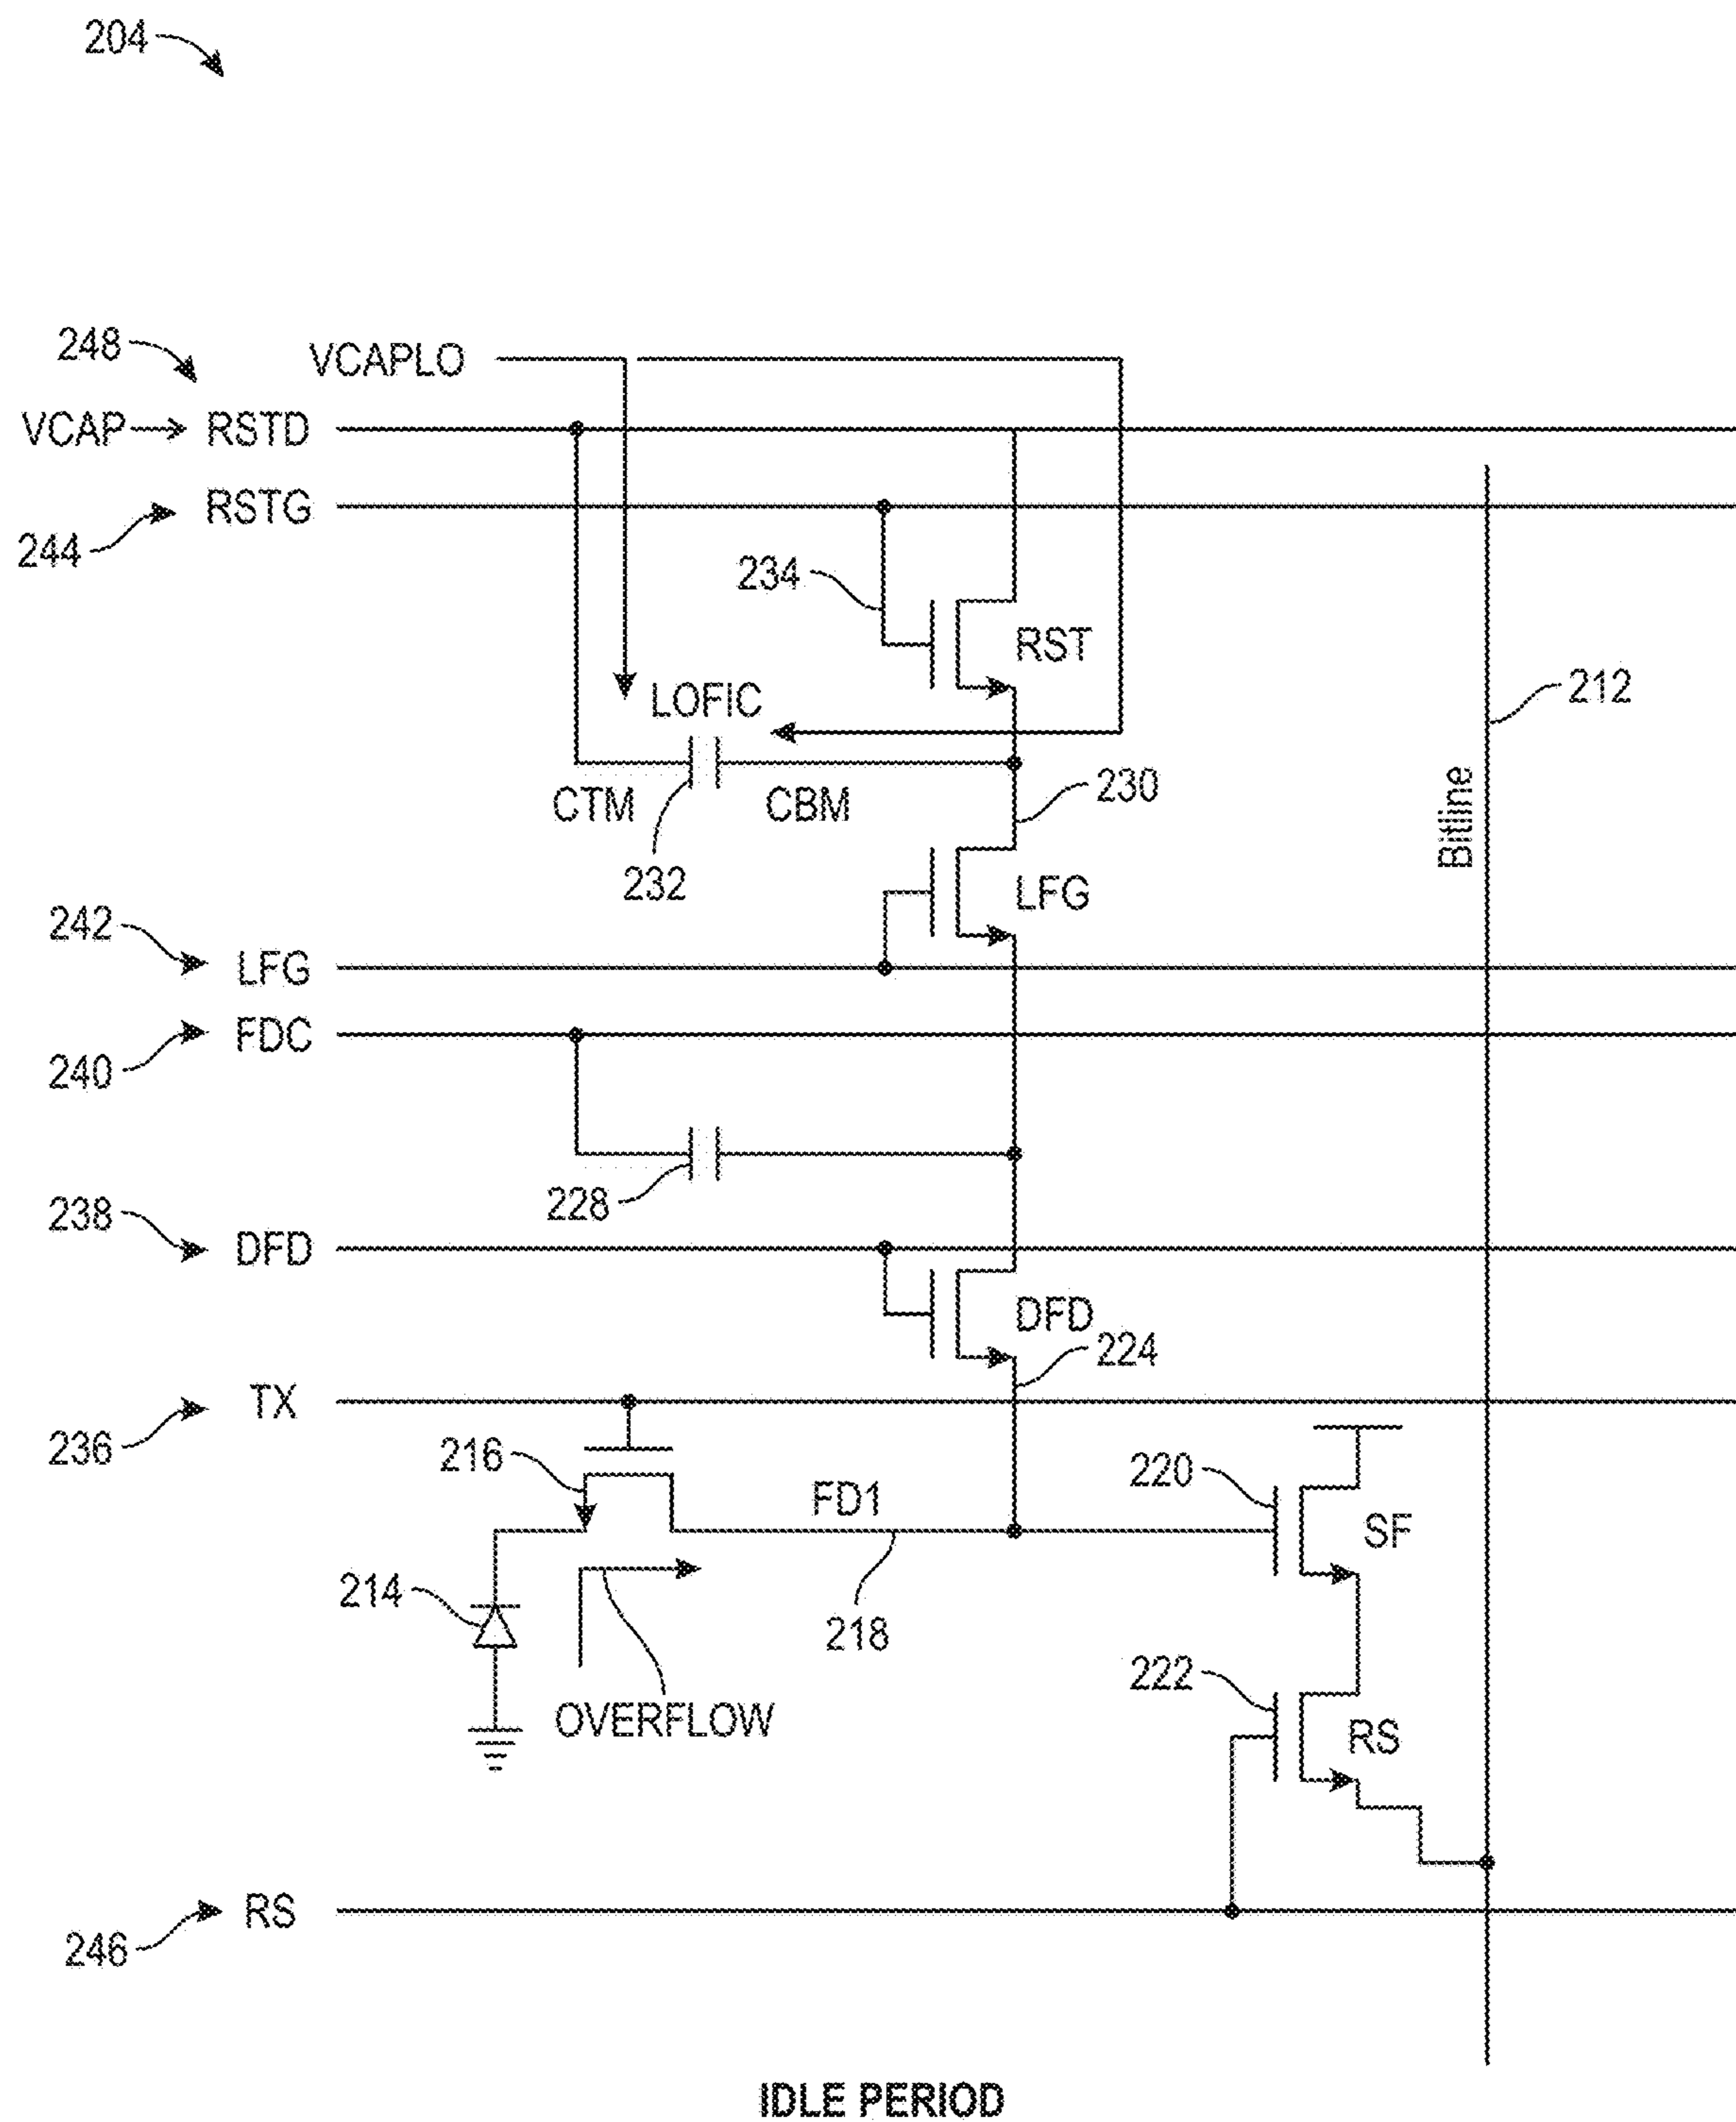 204
248
VCAPLO
VCAP
RSTD
RSTG
244
234
RST
212
LOFIC
CTM
CBM
230
232
Bitline
LFG
242
LFG
FDC
240
228
238
DFD
DFD
224
TX
236
216
FD1
220
SF
214
218
222
OVERFLOW
RS
RS
246
IDLE PERIOD